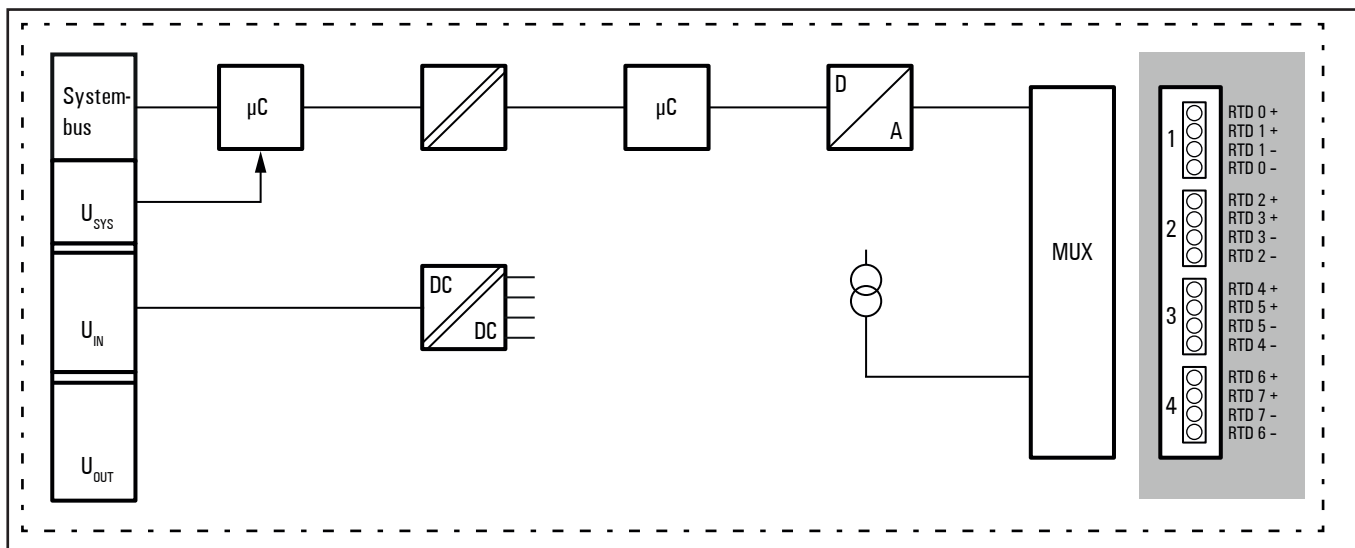 System-
bus
µC
µC
D
A
U SYS
U IN
DC
DC
U OUT
MUX
1
RTD 0 +
RTD 1 +
RTD 1 –
RTD 0 –
2
RTD 2 +
RTD 3 +
RTD 3 –
RTD 2 –
3
RTD 4 +
RTD 5 +
RTD 5 –
RTD 4 –
4
RTD 6 +
RTD 7 +
RTD 7 –
RTD 6 –